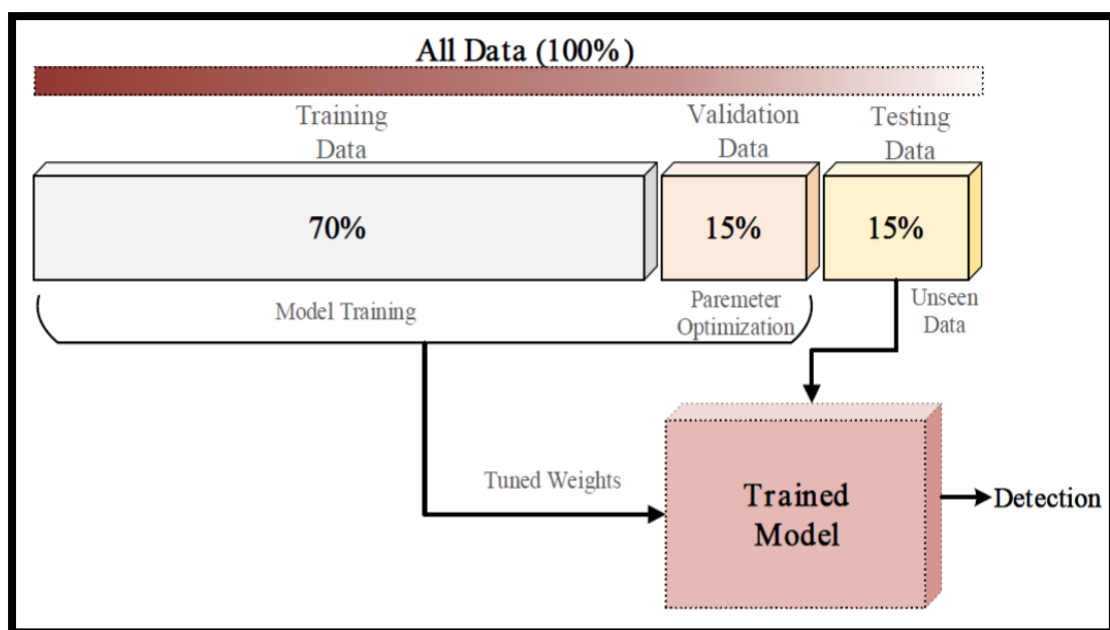 All Data (100%)
Training
Data
Validation
Data
Testing
Data
70%
15%
15%
Model Training
Paremeter
Optimization
Unseen
Data
Tuned Weights
Trained
Model
Detection